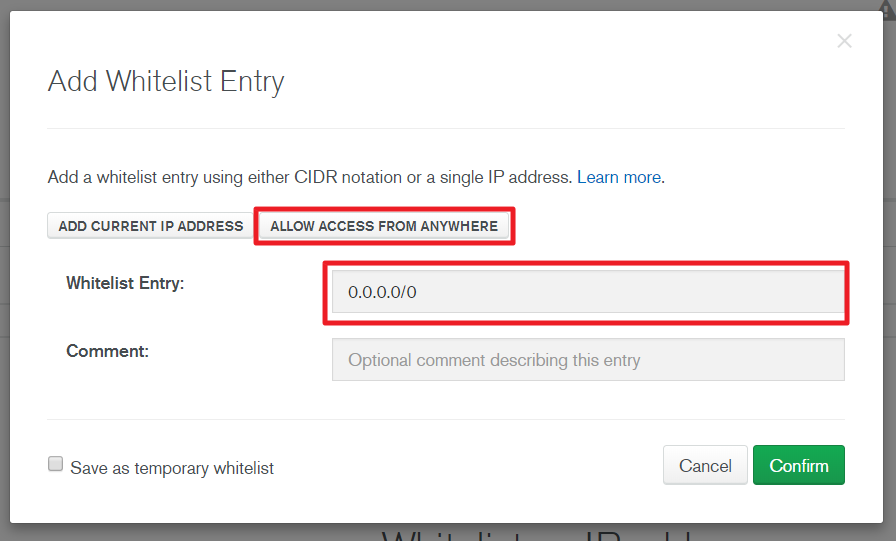 Add Whitelist Entry
Add a whitelist entry using either CIDR notation or a single IP address. Learn more.
ADD CURRENT IP ADDRESS ALLOW ACCESS FROM ANYWHERE
Whitelist Entry: 0.0.0.0/0
Comment: Optional comment describing this entry
Save as temporary whitelist Cancel Confirm